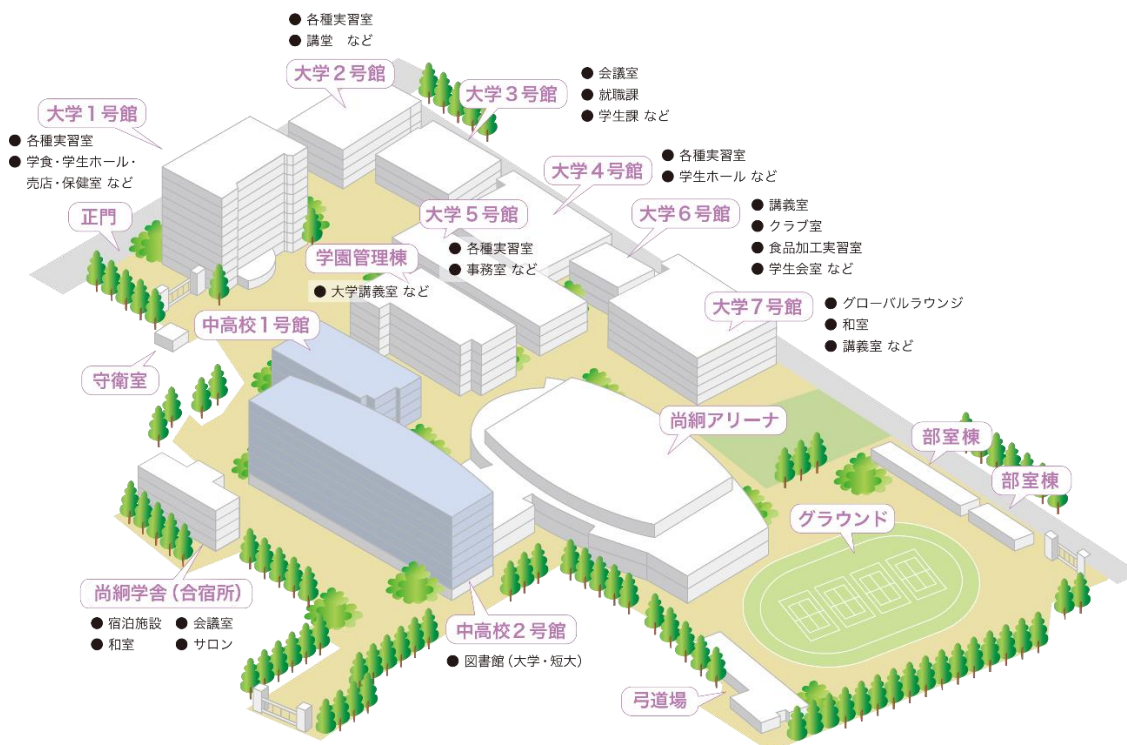 ● 各種実習室
● 講堂 など
大学2号館
● 会議室
● 就職課
● 学生課 など
大学3号館
大学1号館
● 各種実習室
● 学食・学生ホール・
売店・保健室 など
● 各種実習室
● 学生ホール など
大学4号館
正門
大学5号館
● 各種実習室
● 事務室 など
大学6号館
● 講義室
● クラブ室
● 食品加工実習室
● 学生会室 など
学園管理棟
● 大学講義室 など
大学7号館
● グローバルラウンジ
● 和室
● 講義室 など
中高校1号館
守衛室
尚絅アリーナ
部室棟
部室棟
グラウンド
尚絅学舎(合宿所)
● 宿泊施設 ● 会議室
● 和室 ● サロン
中高校2号館
● 図書館(大学・短大)
弓道場